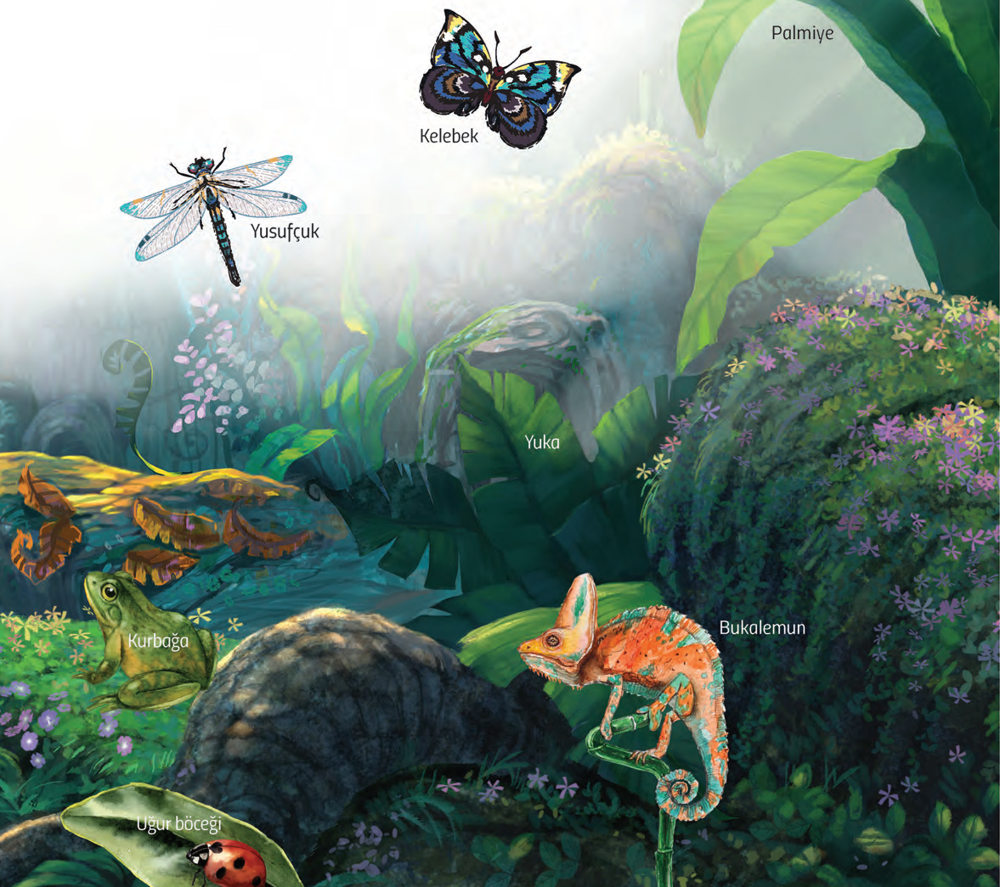 Palmiye
Kelebek
Yusufçuk
Yuka
Bukalemun
Kurbağa
Uğur böceği